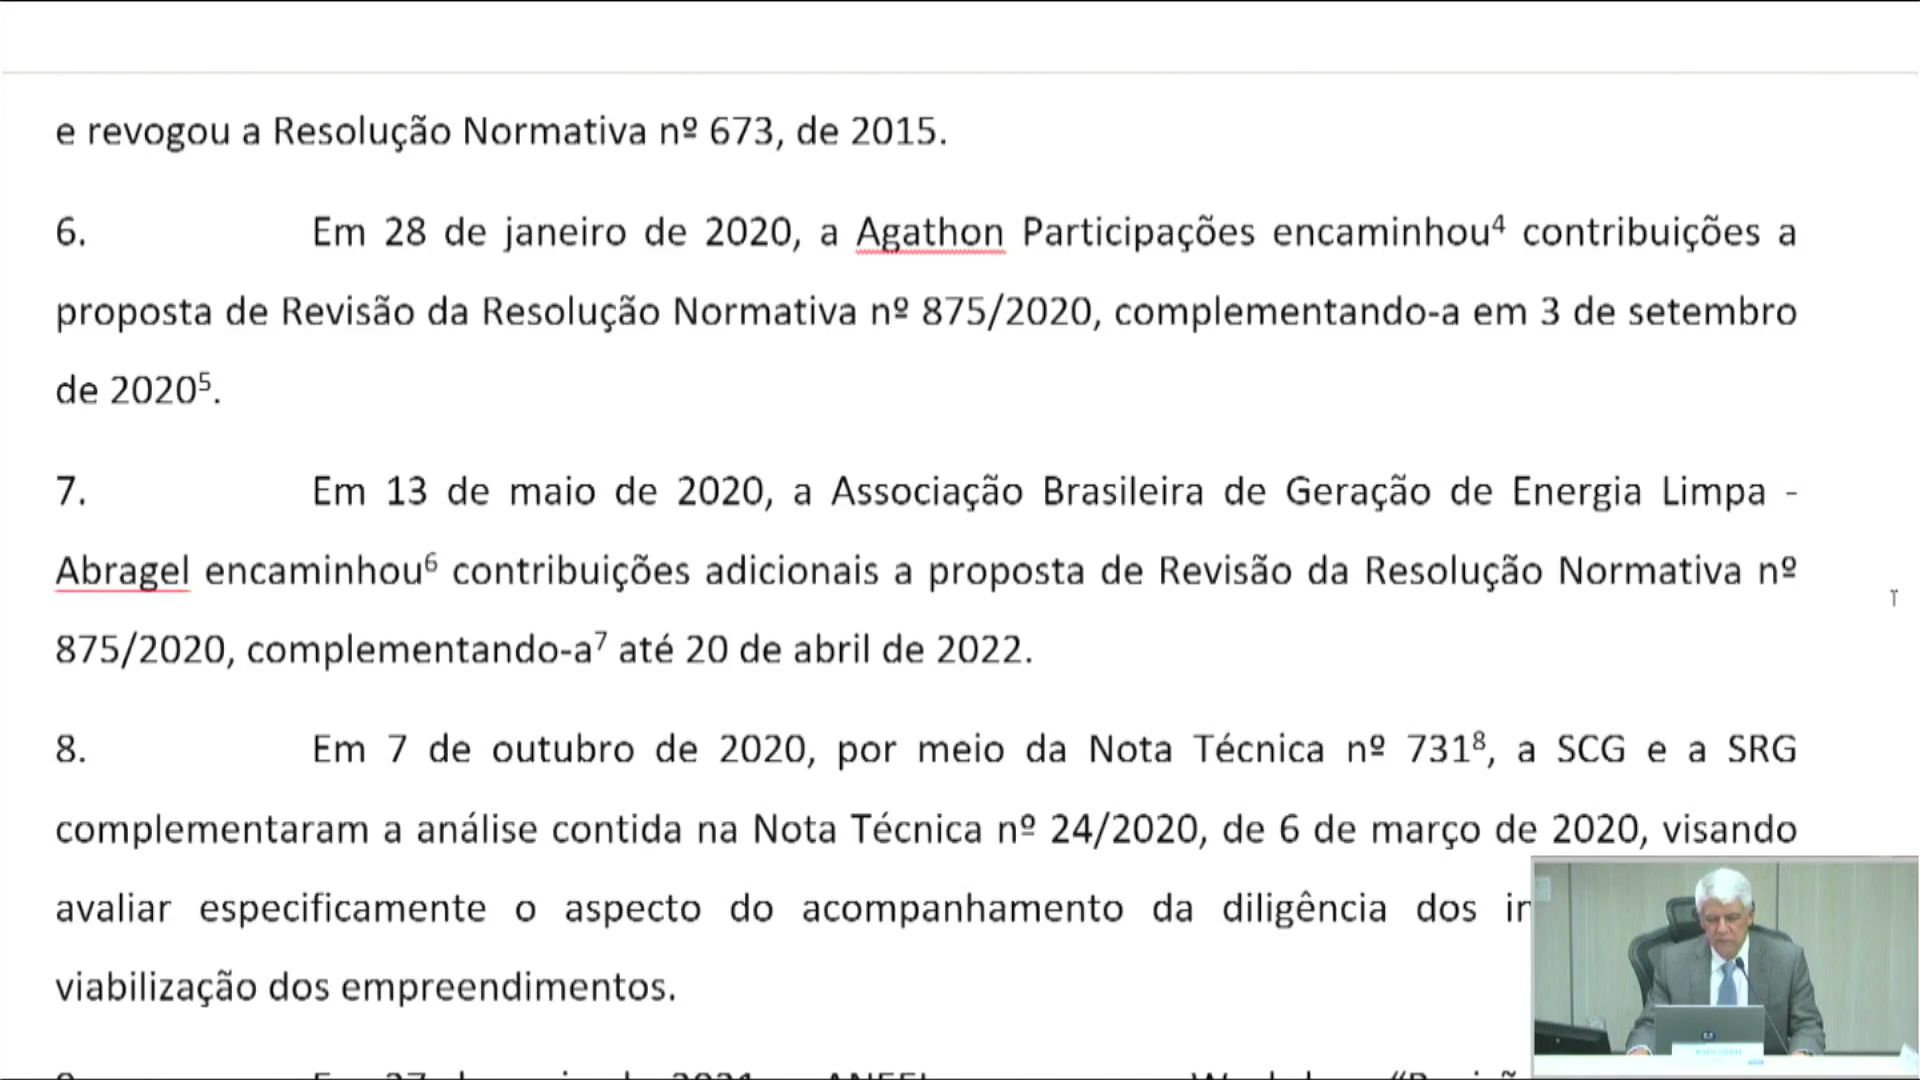 e revogou a Resolução Normativa nº 673, de 2015.
6. Em 28 de janeiro de 2020, a Agathon Participações encaminhou⁴ contribuições a
proposta de Revisão da Resolução Normativa nº 875/2020, complementando-a em 3 de setembro
de 2020⁵.
7. Em 13 de maio de 2020, a Associação Brasileira de Geração de Energia Limpa -
Abragel encaminhou⁶ contribuições adicionais a proposta de Revisão da Resolução Normativa nº
875/2020, complementando-a⁷ até 20 de abril de 2022.
8. Em 7 de outubro de 2020, por meio da Nota Técnica nº 731⁸, a SCG e a SRG
complementaram a análise contida na Nota Técnica nº 24/2020, de 6 de março de 2020, visando
avaliar especificamente o aspecto do acompanhamento da diligência dos
viabilização dos empreendimentos.